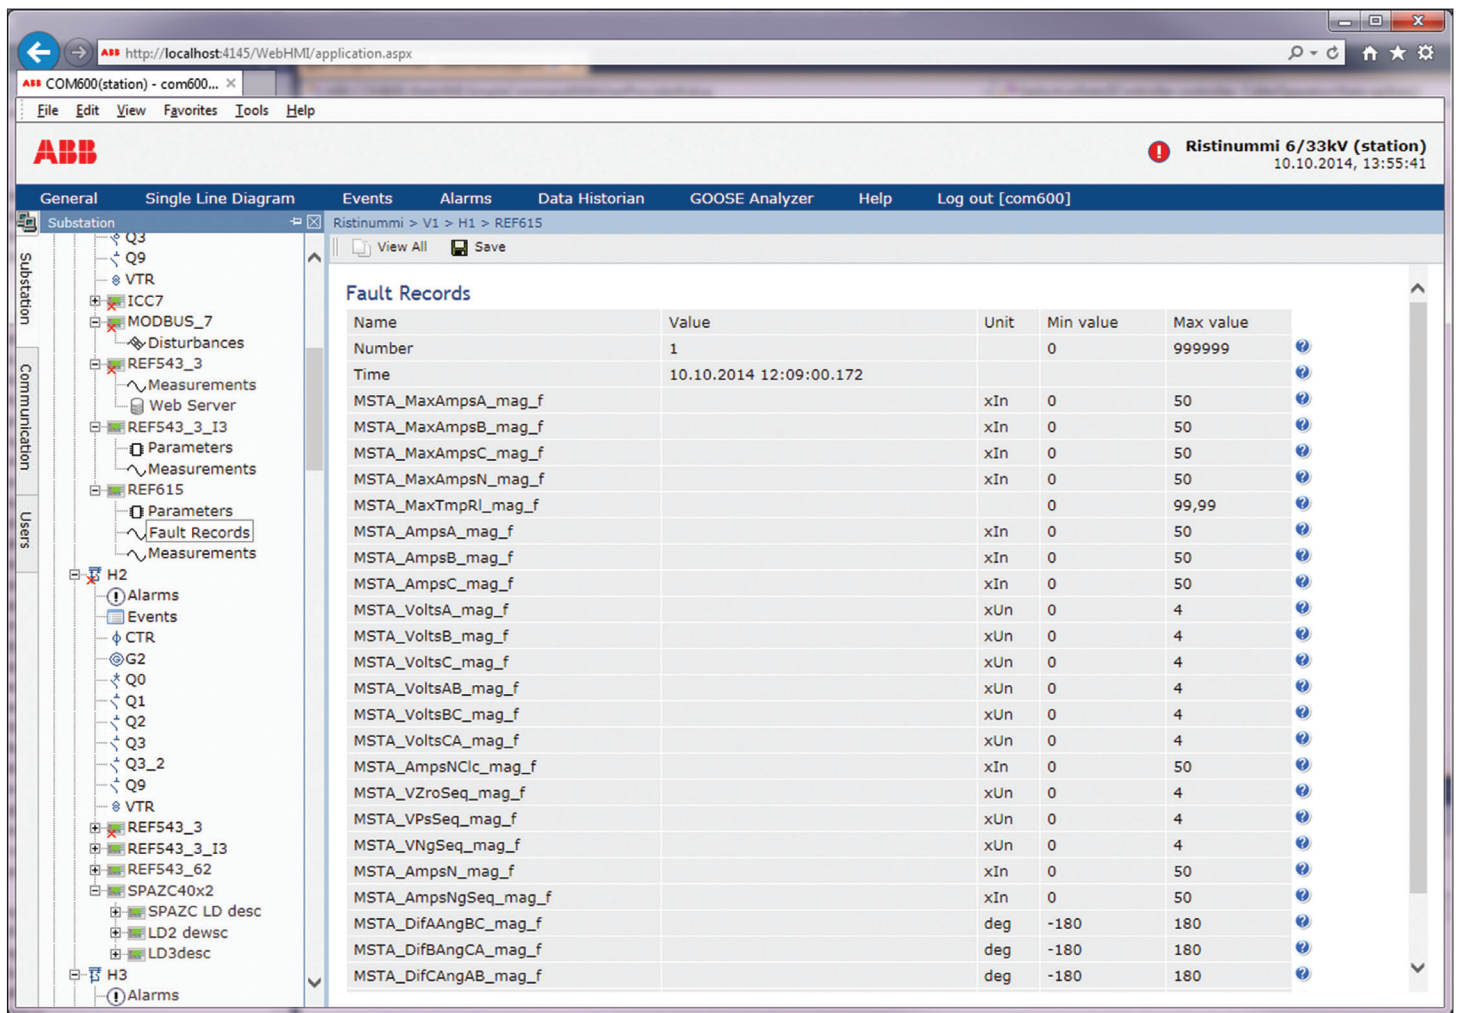 ABB http://localhost:4145/WebHMI/application.aspx
ABB COM600(station) - com600... ×
File Edit View Favorites Tools Help
ABB
Ristinummi 6/33kV (station)
10.10.2014, 13:55:41
General Single Line Diagram Events Alarms Data Historian GOOSE Analyzer Help Log out [com600]
Substation
Communication
Users
Substation
Q3
Q9
VTR
ICC7
MODBUS_7
Disturbances
REF543_3
Measurements
Web Server
REF543_3_I3
Parameters
Measurements
REF615
Parameters
Fault Records
Measurements
H2
Alarms
Events
CTR
G2
Q0
Q1
Q2
Q3
Q3_2
Q9
VTR
REF543_3
REF543_3_I3
REF543_62
SPAZC40x2
SPAZC LD desc
LD2 dewsc
LD3desc
H3
Alarms
Ristinummi > V1 > H1 > REF615
View All Save
Fault Records
Name Value Unit Min value Max value
Number 1 0 999999
Time 10.10.2014 12:09:00.172
MSTA_MaxAmpsA_mag_f xIn 0 50
MSTA_MaxAmpsB_mag_f xIn 0 50
MSTA_MaxAmpsC_mag_f xIn 0 50
MSTA_MaxAmpsN_mag_f xIn 0 50
MSTA_MaxTmpRl_mag_f 0 99,99
MSTA_AmpsA_mag_f xIn 0 50
MSTA_AmpsB_mag_f xIn 0 50
MSTA_AmpsC_mag_f xIn 0 50
MSTA_VoltsA_mag_f xUn 0 4
MSTA_VoltsB_mag_f xUn 0 4
MSTA_VoltsC_mag_f xUn 0 4
MSTA_VoltsAB_mag_f xUn 0 4
MSTA_VoltsBC_mag_f xUn 0 4
MSTA_VoltsCA_mag_f xUn 0 4
MSTA_AmpsNClc_mag_f xIn 0 50
MSTA_VZroSeq_mag_f xUn 0 4
MSTA_VPsSeq_mag_f xUn 0 4
MSTA_VNgSeq_mag_f xUn 0 4
MSTA_AmpsN_mag_f xIn 0 50
MSTA_AmpsNgSeq_mag_f xIn 0 50
MSTA_DifAAngBC_mag_f deg -180 180
MSTA_DifBAngCA_mag_f deg -180 180
MSTA_DifCAngAB_mag_f deg -180 180